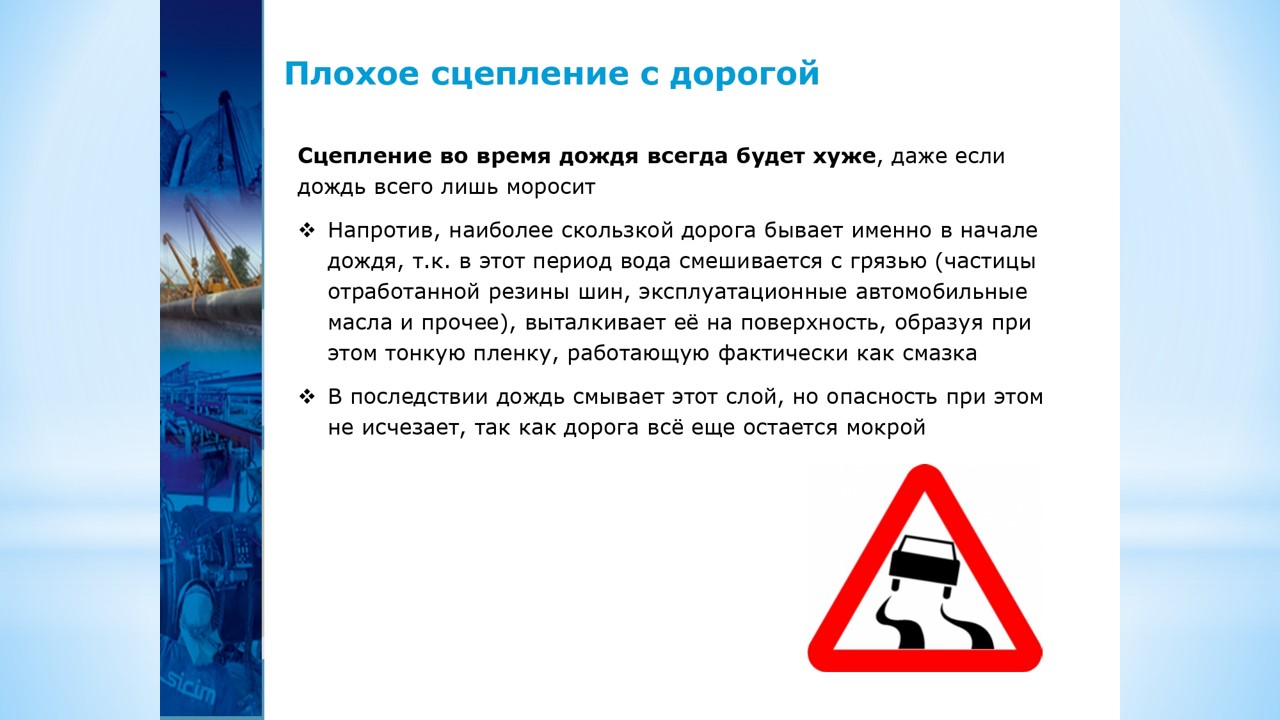 Плохое сцепление с дорогой
Сцепление во время дождя всегда будет хуже, даже если
дождь всего лишь моросит
❖ Напротив, наиболее скользкой дорога бывает именно в начале
дождя, т.к. в этот период вода смешивается с грязью (частицы
отработанной резины шин, эксплуатационные автомобильные
масла и прочее), выталкивает её на поверхность, образуя при
этом тонкую пленку, работающую фактически как смазка
❖ В последствии дождь смывает этот слой, но опасность при этом
не исчезает, так как дорога всё еще остается мокрой
sicim